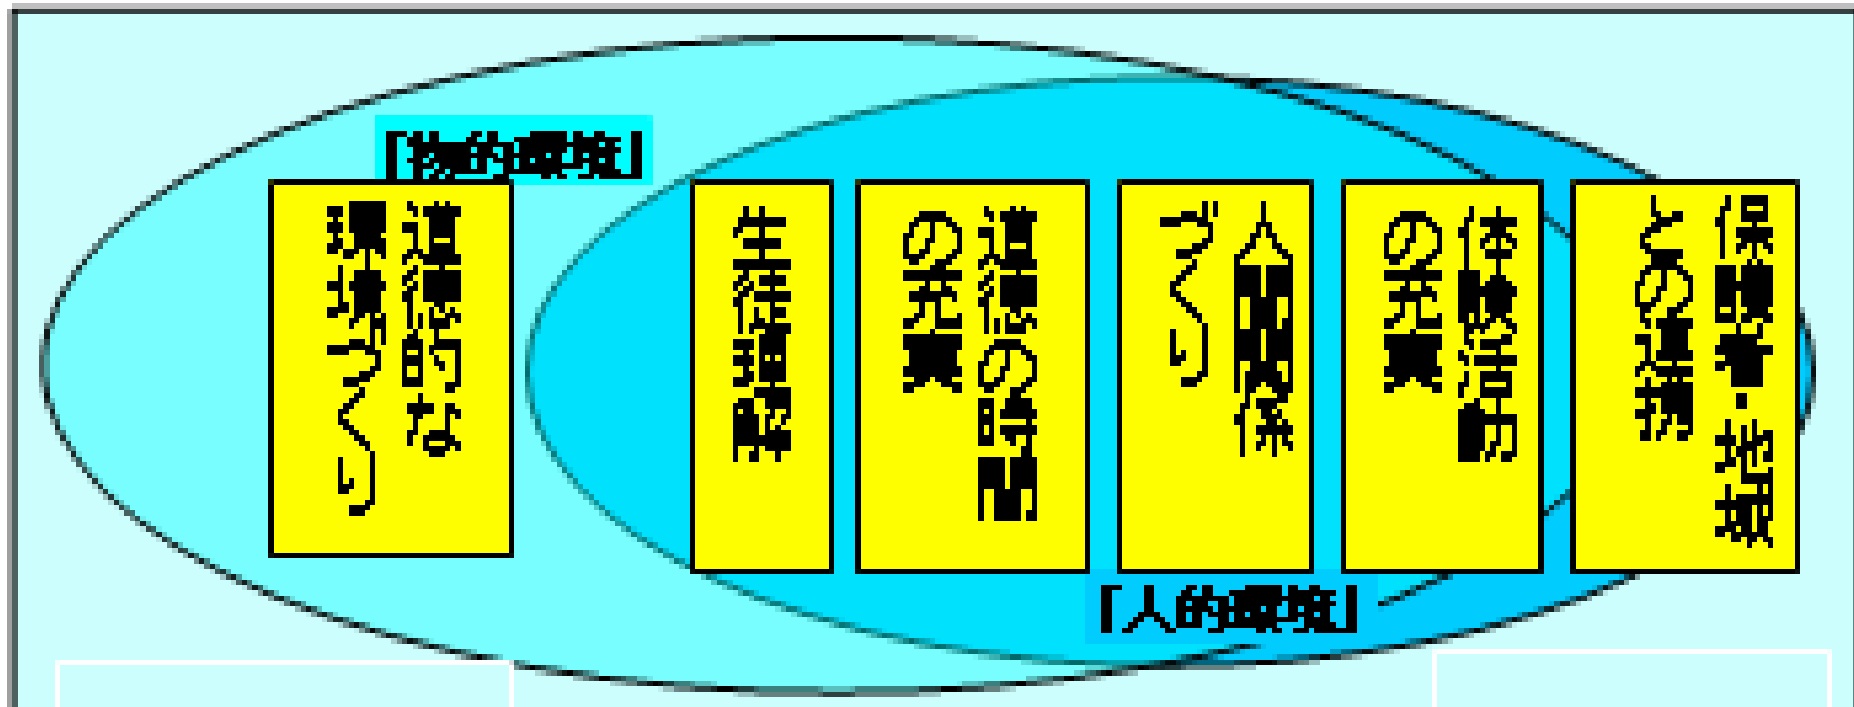 「物的環境」
道徳的な
環境づくり
生徒指導
道徳の時間
の充実
人間関係
づくり
体験活動
の充実
保護者・地域
との連携
「人的環境」